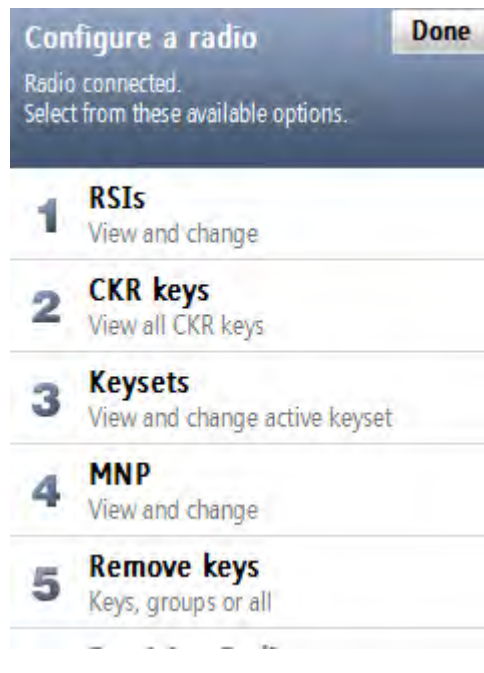 Configure a radio
Done
Radio connected.
Select from these available options.
1
RSIs
View and change
2
CKR keys
View all CKR keys
3
Keysets
View and change active keyset
4
MNP
View and change
5
Remove keys
Keys, groups or all